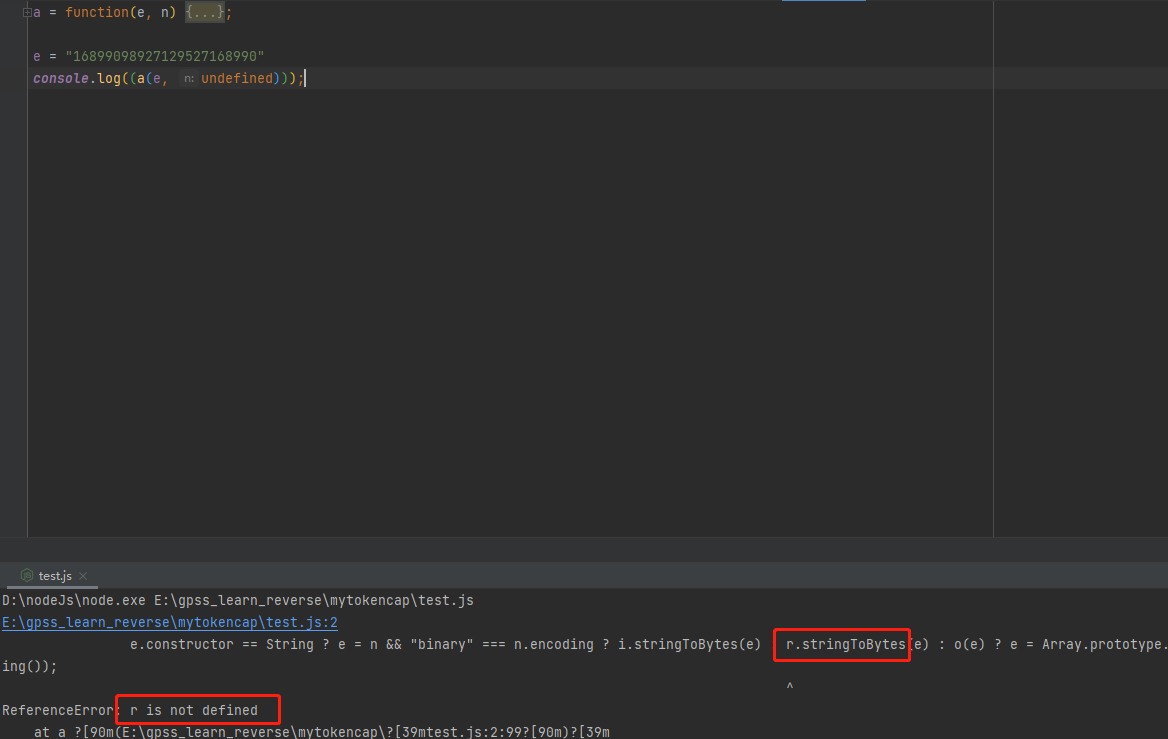 a = function(e, n) {...};
e = "16899098927129527168990"
console.log((a(e, n: undefined)));
test.js
D:\nodeJs\node.exe E:\gpss_learn_reverse\mytokencap\test.js
E:\gpss_learn_reverse\mytokencap\test.js:2
e.constructor == String ? e = n && "binary" === n.encoding ? i.stringToBytes(e) r.stringToBytes(e) : o(e) ? e = Array.prototype.
ing());
^
ReferenceError: r is not defined
at a ?[90m(E:\gpss_learn_reverse\mytokencap\?[39mtest.js:2:99?[90m)?[39m